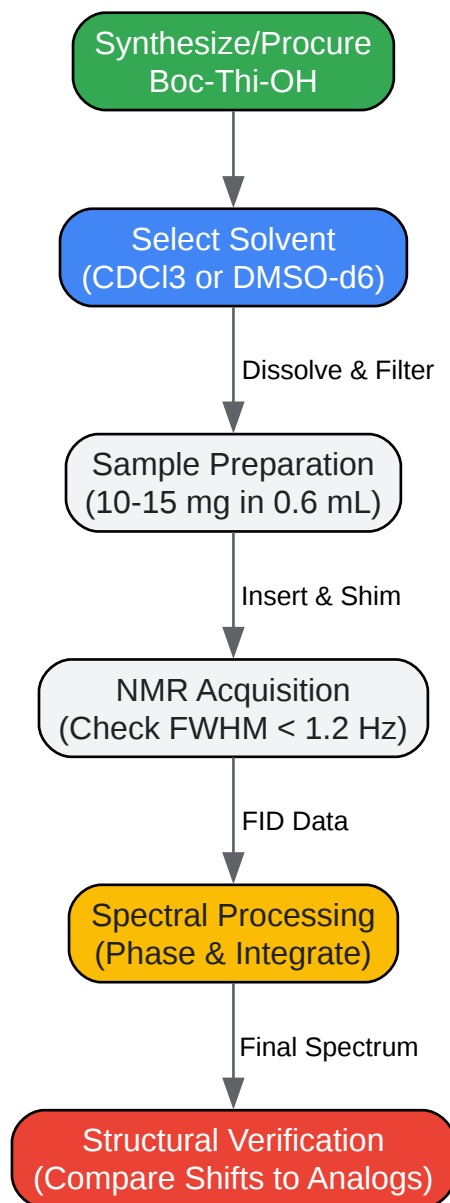 Synthesize/Procure
Boc-Thi-OH
Select Solvent
(CDCl3 or DMSO-d6)
Dissolve & Filter
Sample Preparation
(10-15 mg in 0.6 mL)
Insert & Shim
NMR Acquisition
(Check FWHM < 1.2 Hz)
FID Data
Spectral Processing
(Phase & Integrate)
Final Spectrum
Structural Verification
(Compare Shifts to Analogs)